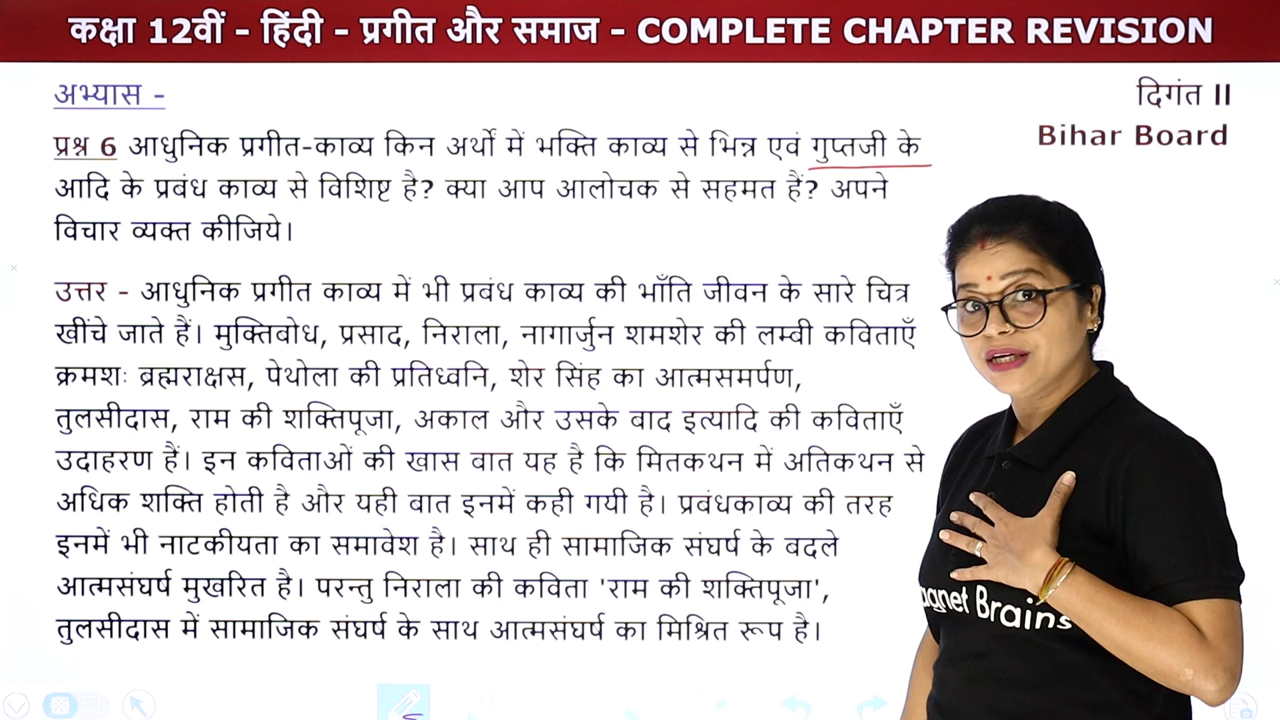 कक्षा 12वीं - हिंदी - प्रगीत और समाज - COMPLETE CHAPTER REVISION
अभ्यास -
दिगंत II
Bihar Board
प्रश्न 6 आधुनिक प्रगीत-काव्य किन अर्थों में भक्ति काव्य से भिन्न एवं गुप्तजी के
आदि के प्रबंध काव्य से विशिष्ट है? क्या आप आलोचक से सहमत हैं? अपने
विचार व्यक्त कीजिये।
उत्तर - आधुनिक प्रगीत काव्य में भी प्रबंध काव्य की भाँति जीवन के सारे चित्र
खींचे जाते हैं। मुक्तिबोध, प्रसाद, निराला, नागार्जुन शमशेर की लम्बी कविताएँ
क्रमशः ब्रह्मराक्षस, पेथोला की प्रतिध्वनि, शेर सिंह का आत्मसमर्पण,
तुलसीदास, राम की शक्तिपूजा, अकाल और उसके बाद इत्यादि की कविताएँ
उदाहरण हैं। इन कविताओं की खास वात यह है कि मितकथन में अतिकथन से
अधिक शक्ति होती है और यही बात इनमें कही गयी है। प्रबंधकाव्य की तरह
इनमें भी नाटकीयता का समावेश है। साथ ही सामाजिक संघर्ष के बदले
आत्मसंघर्ष मुखरित है। परन्तु निराला की कविता 'राम की शक्तिपूजा',
तुलसीदास में सामाजिक संघर्ष के साथ आत्मसंघर्ष का मिश्रित रूप है।
agnet Brains